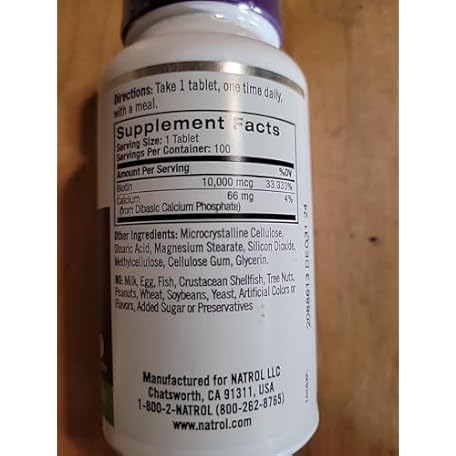 Directions: Take 1 tablet, one time daily,
with a meal.
Supplement Facts
Serving Size: 1 Tablet
Servings Per Container: 100
Amount Per Serving %DV
Biotin 10,000 mcg 33,333%
Calcium 66 mg 4%
(from Dibasic Calcium Phosphate)
Other Ingredients: Microcrystalline Cellulose,
Stearic Acid, Magnesium Stearate, Silicon Dioxide,
Methylcellulose, Cellulose Gum, Glycerin.
NO: Milk, Egg, Fish, Crustacean Shellfish, Tree Nuts,
Peanuts, Wheat, Soybeans, Yeast, Artificial Colors or
Flavors, Added Sugar or Preservatives
Manufactured for NATROL LLC
Chatsworth, CA 91311, USA
1-800-2-NATROL (800-262-8765)
www.natrol.com
2088613 DEC31 24